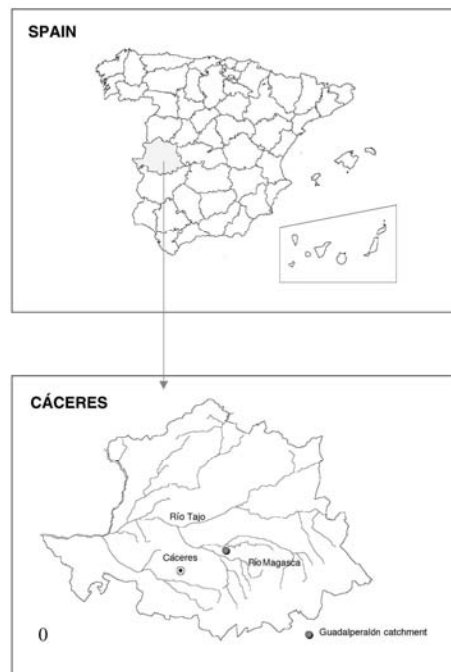 SPAIN
CÁCERES
Río Tajo
Cáceres
Río Magasca
0
Guadalperalón catchment